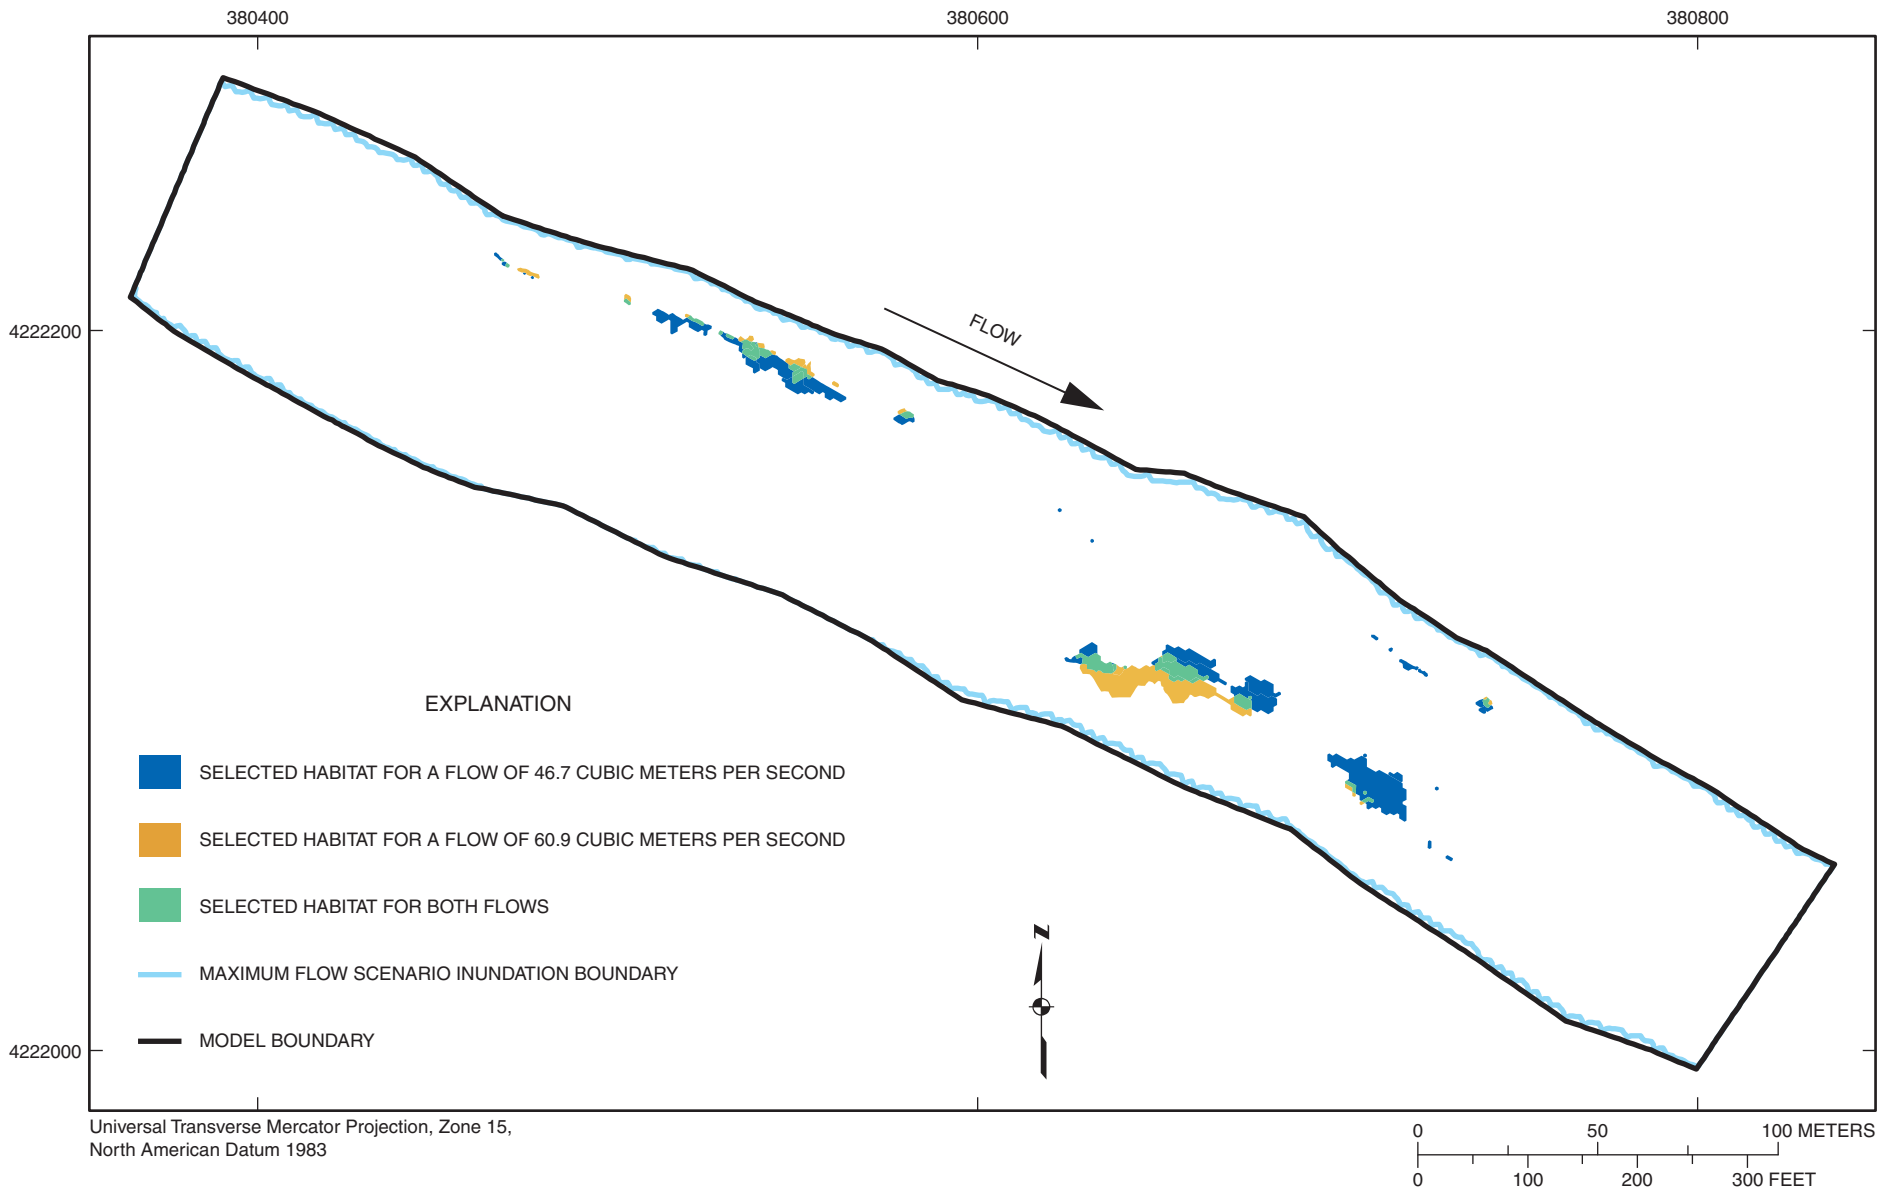 380400
380600
380800
4222200
FLOW
EXPLANATION
SELECTED HABITAT FOR A FLOW OF 46.7 CUBIC METERS PER SECOND
SELECTED HABITAT FOR A FLOW OF 60.9 CUBIC METERS PER SECOND
SELECTED HABITAT FOR BOTH FLOWS
MAXIMUM FLOW SCENARIO INUNDATION BOUNDARY
MODEL BOUNDARY
N
4222000
Universal Transverse Mercator Projection, Zone 15,
North American Datum 1983
0 50 100 METERS
0 100 200 300 FEET